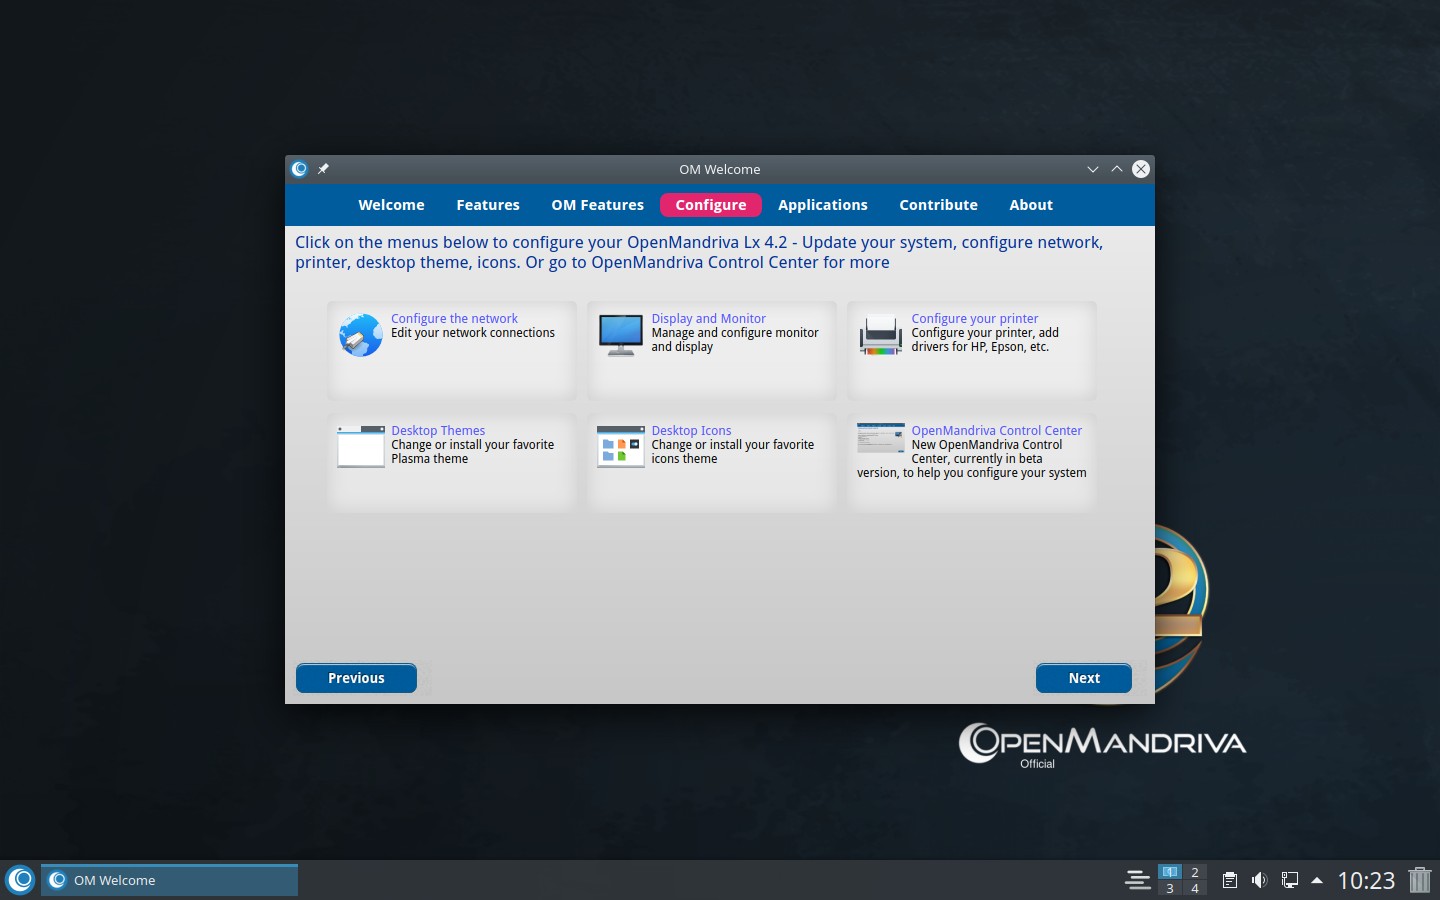 OM Welcome
Welcome Features OM Features Configure Applications Contribute About
Click on the menus below to configure your OpenMandriva Lx 4.2 - Update your system, configure network,
printer, desktop theme, icons. Or go to OpenMandriva Control Center for more
Configure the network
Edit your network connections
Display and Monitor
Manage and configure monitor
and display
Configure your printer
Configure your printer, add
drivers for HP, Epson, etc.
Desktop Themes
Change or install your favorite
Plasma theme
Desktop Icons
Change or install your favorite
icons theme
OpenMandriva Control Center
New OpenMandriva Control
Center, currently in beta
version, to help you configure your system
Previous
Next
2
OPENMANDRIVA
Official
OM Welcome
1 2
3 4
10:23